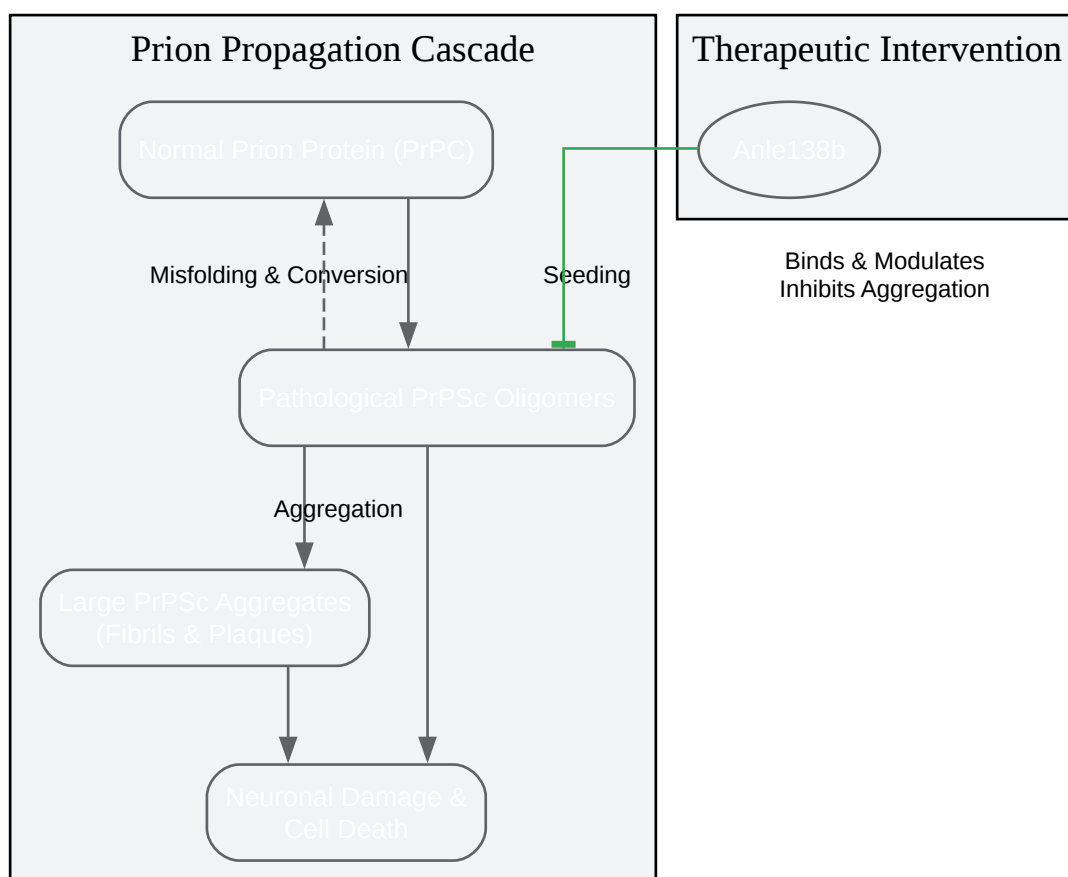 Prion Propagation Cascade
Therapeutic Intervention
Normal Prion Protein (PrPC)
Anle138b
Misfolding & Conversion
Seeding
Binds & Modulates
Inhibits Aggregation
Pathological PrPSc Oligomers
Aggregation
Large PrPSc Aggregates
(Fibrils & Plaques)
Neuronal Damage &
Cell Death